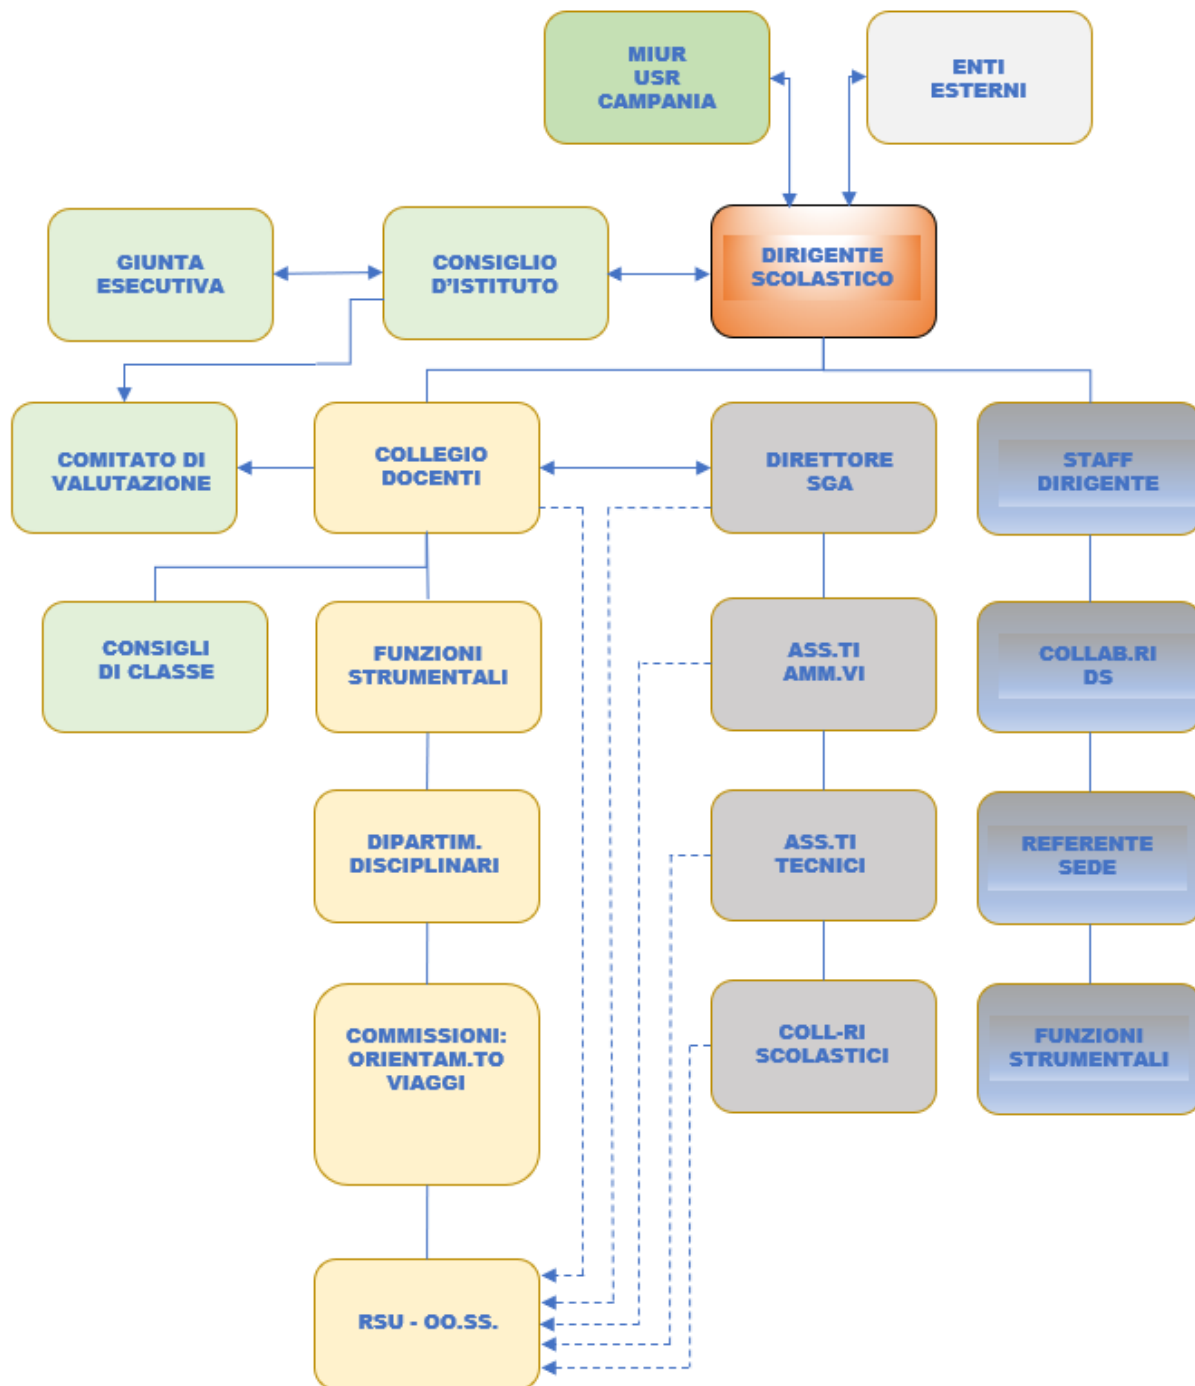 MIUR
USR
CAMPANIA
ENTI
ESTERNI
GIUNTA
ESECUTIVA
CONSIGLIO
D'ISTITUTO
DIRIGENTE
SCOLASTICO
COMITATO DI
VALUTAZIONE
COLLEGIO
DOCENTI
DIRETTORE
SGA
STAFF
DIRIGENTE
CONSIGLI
DI CLASSE
FUNZIONI
STRUMENTALI
ASS.TI
AMM.VI
COLLAB.RI
DS
DIPARTIM.
DISCIPLINARI
ASS.TI
TECNICI
REFERENTE
SEDE
COMMISSIONI:
ORIENTAM.TO
VIAGGI
COLL-RI
SCOLASTICI
FUNZIONI
STRUMENTALI
RSU - OO.SS.